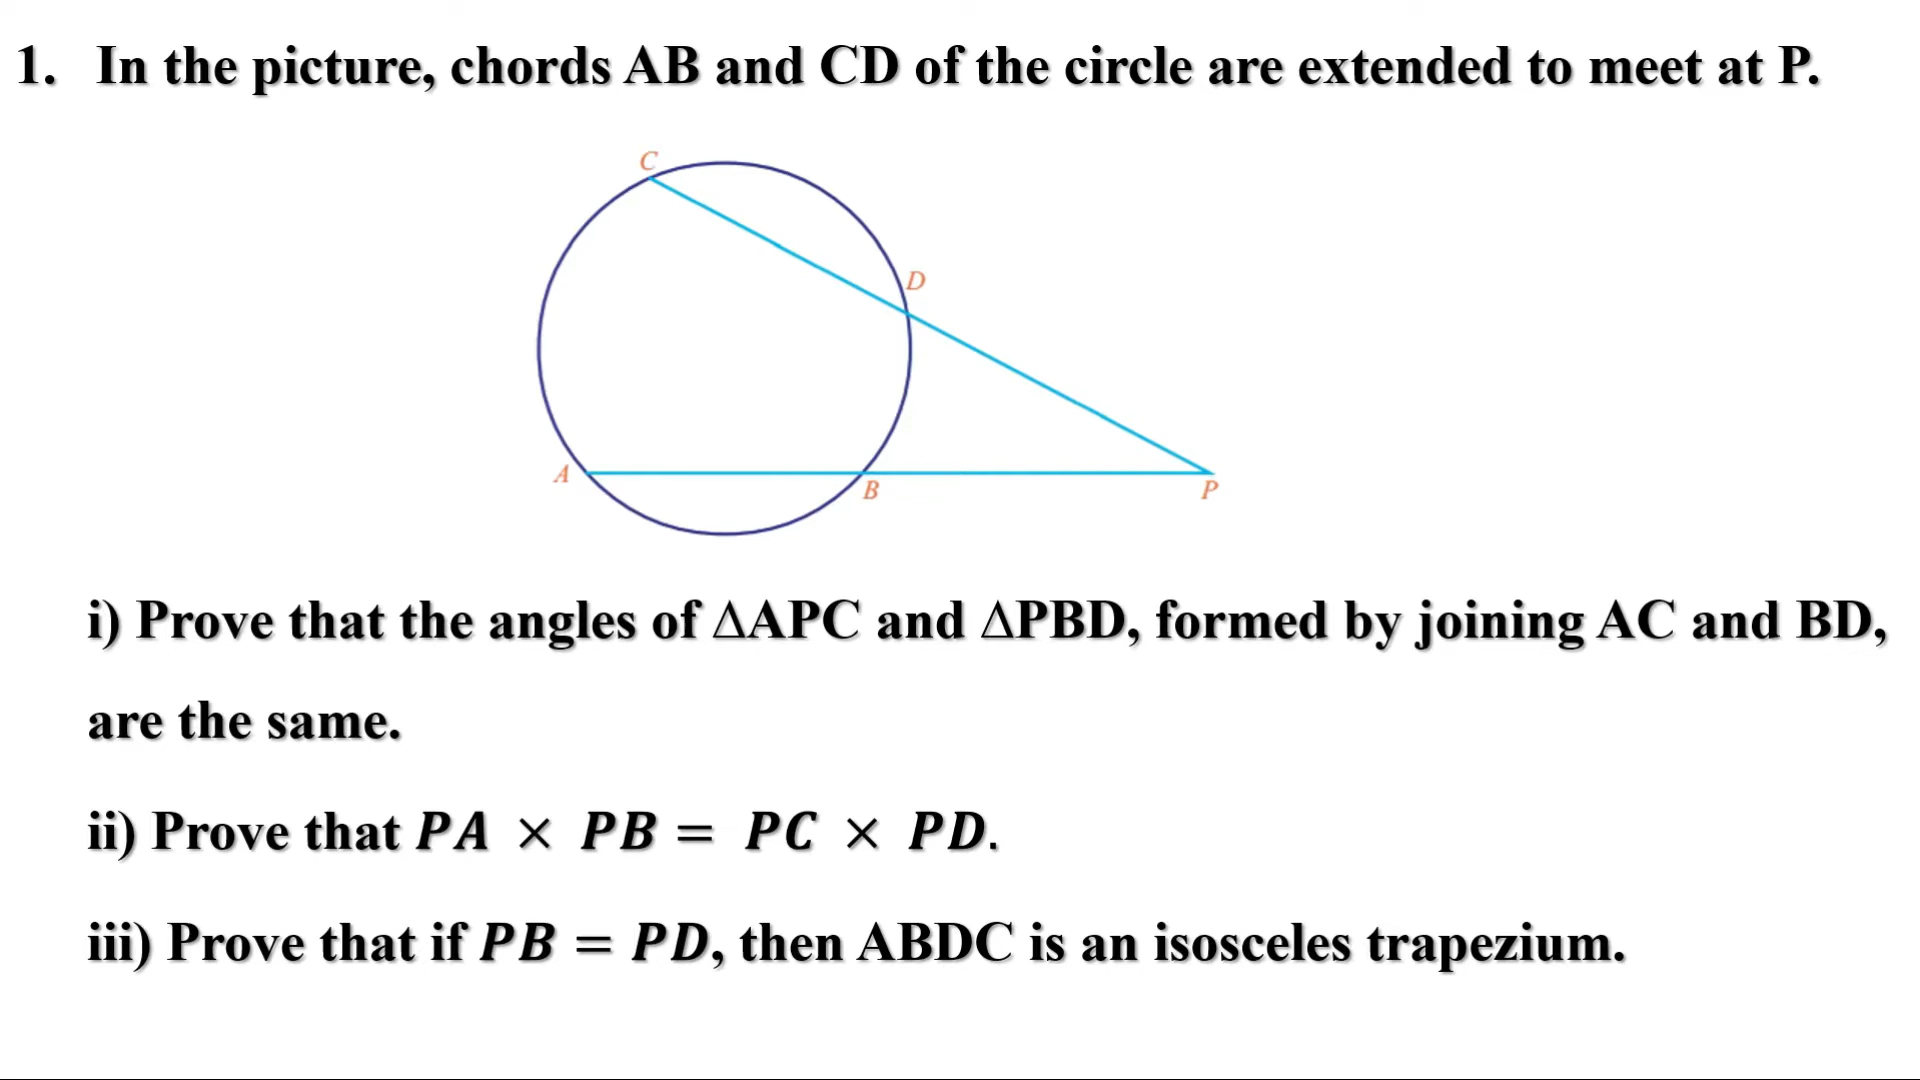 1. In the picture, chords AB and CD of the circle are extended to meet at P.
C
D
A
B
P
i) Prove that the angles of ΔAPC and ΔPBD, formed by joining AC and BD,
are the same.
ii) Prove that PA × PB = PC × PD.
iii) Prove that if PB = PD, then ABDC is an isosceles trapezium.